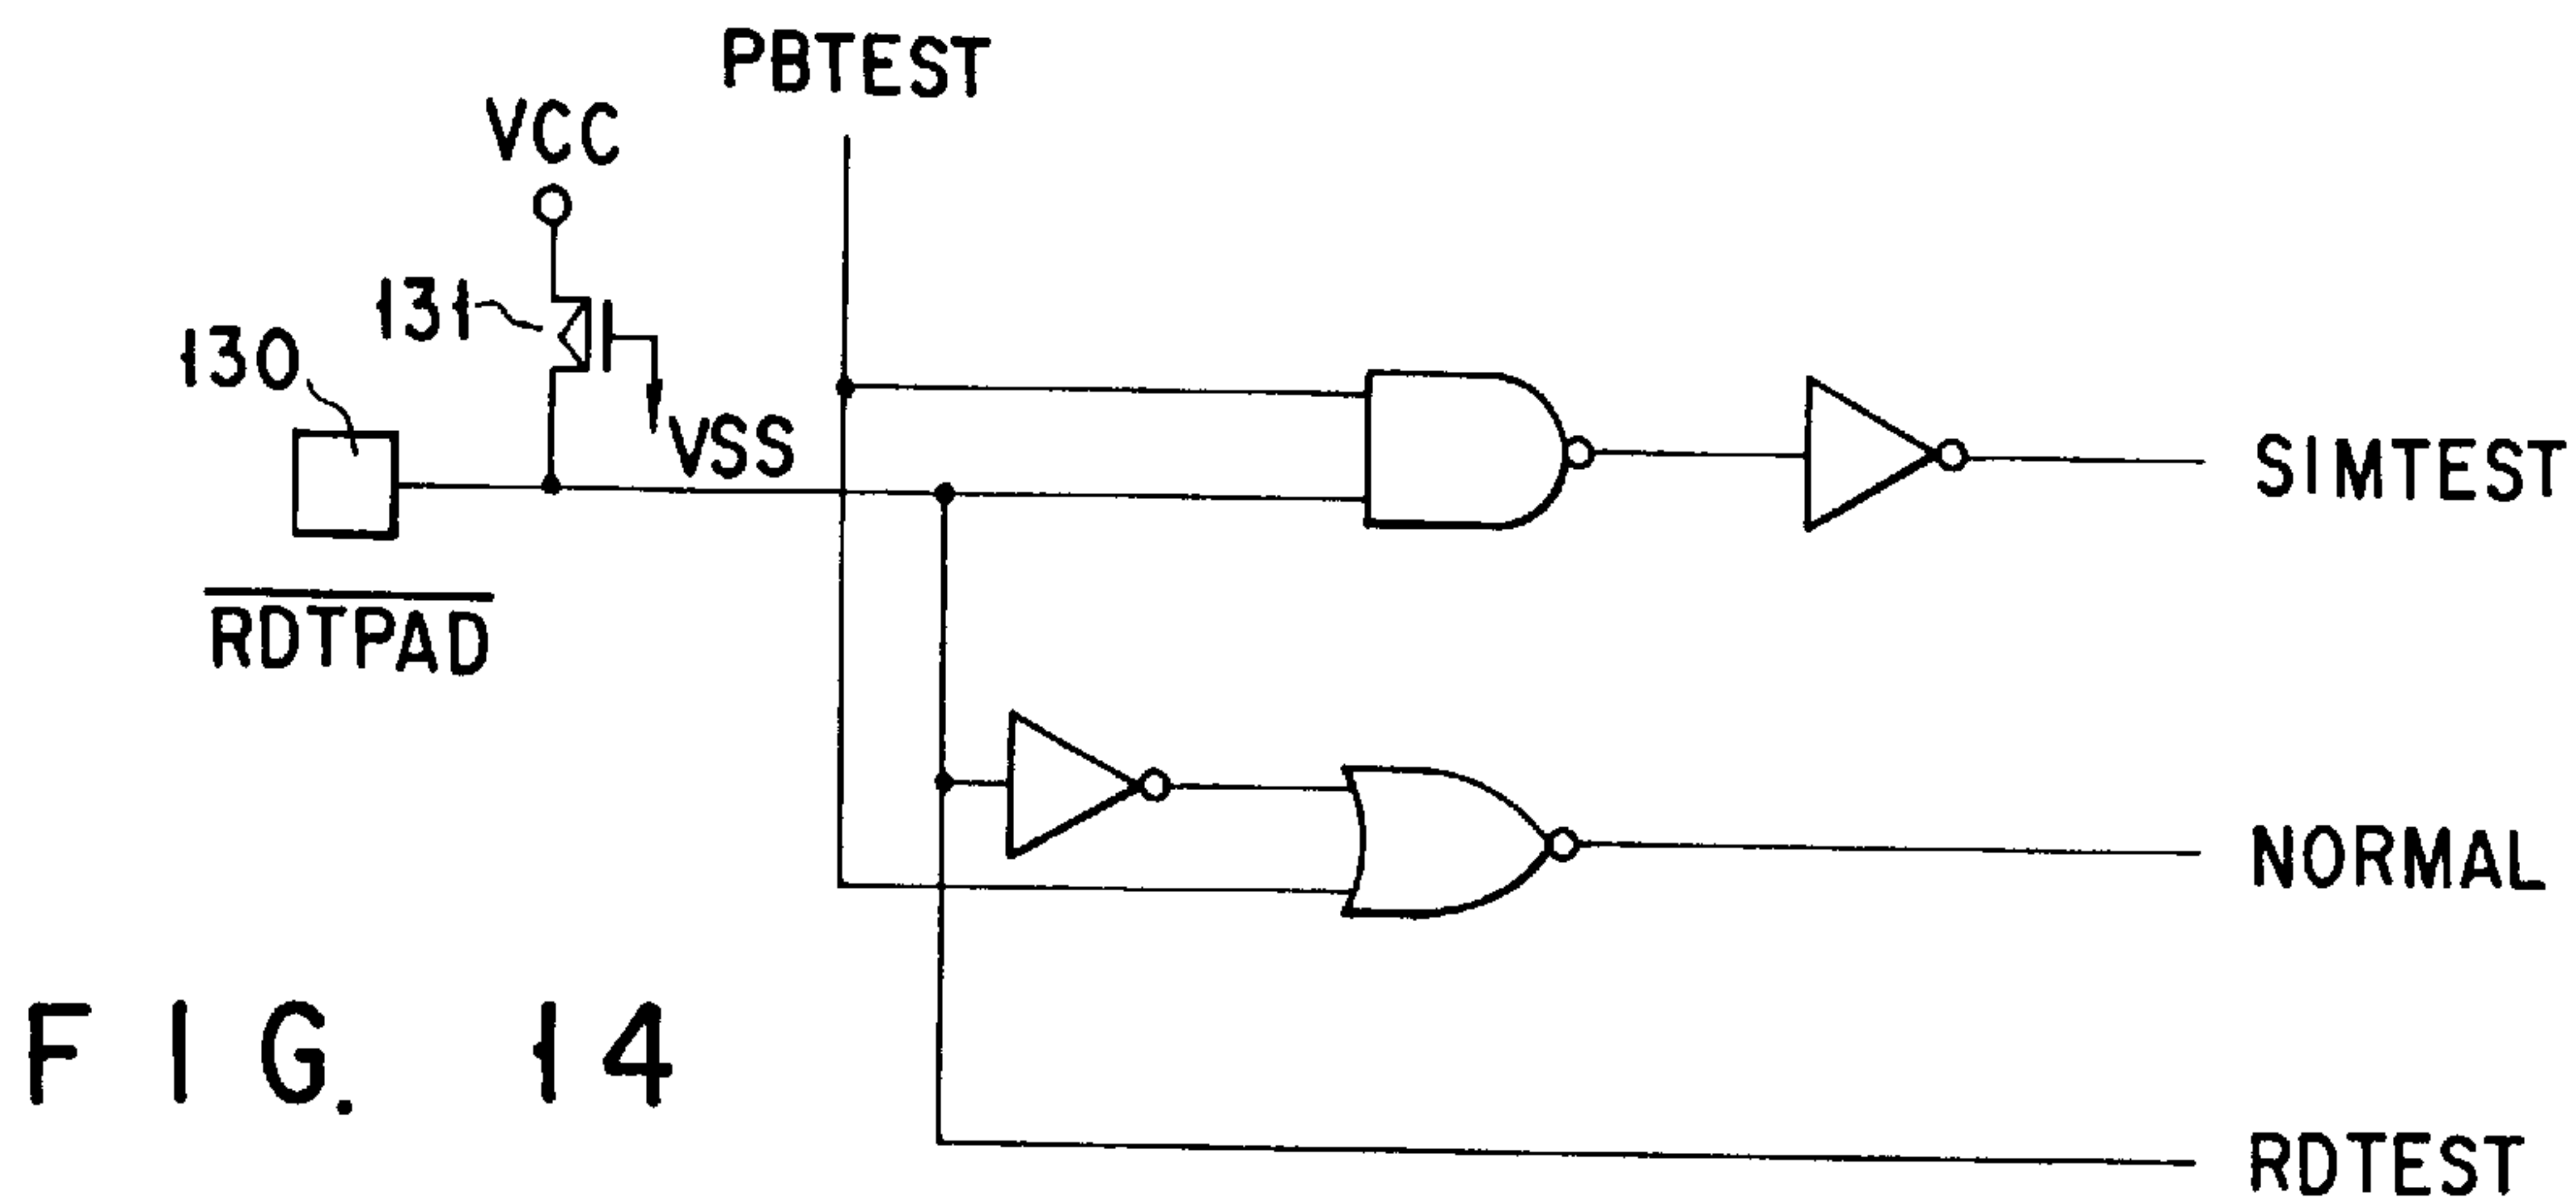 PBTEST
VCC
131
130
VSS
SIMTEST
RDTPAD
NORMAL
FIG. 14
RDTEST